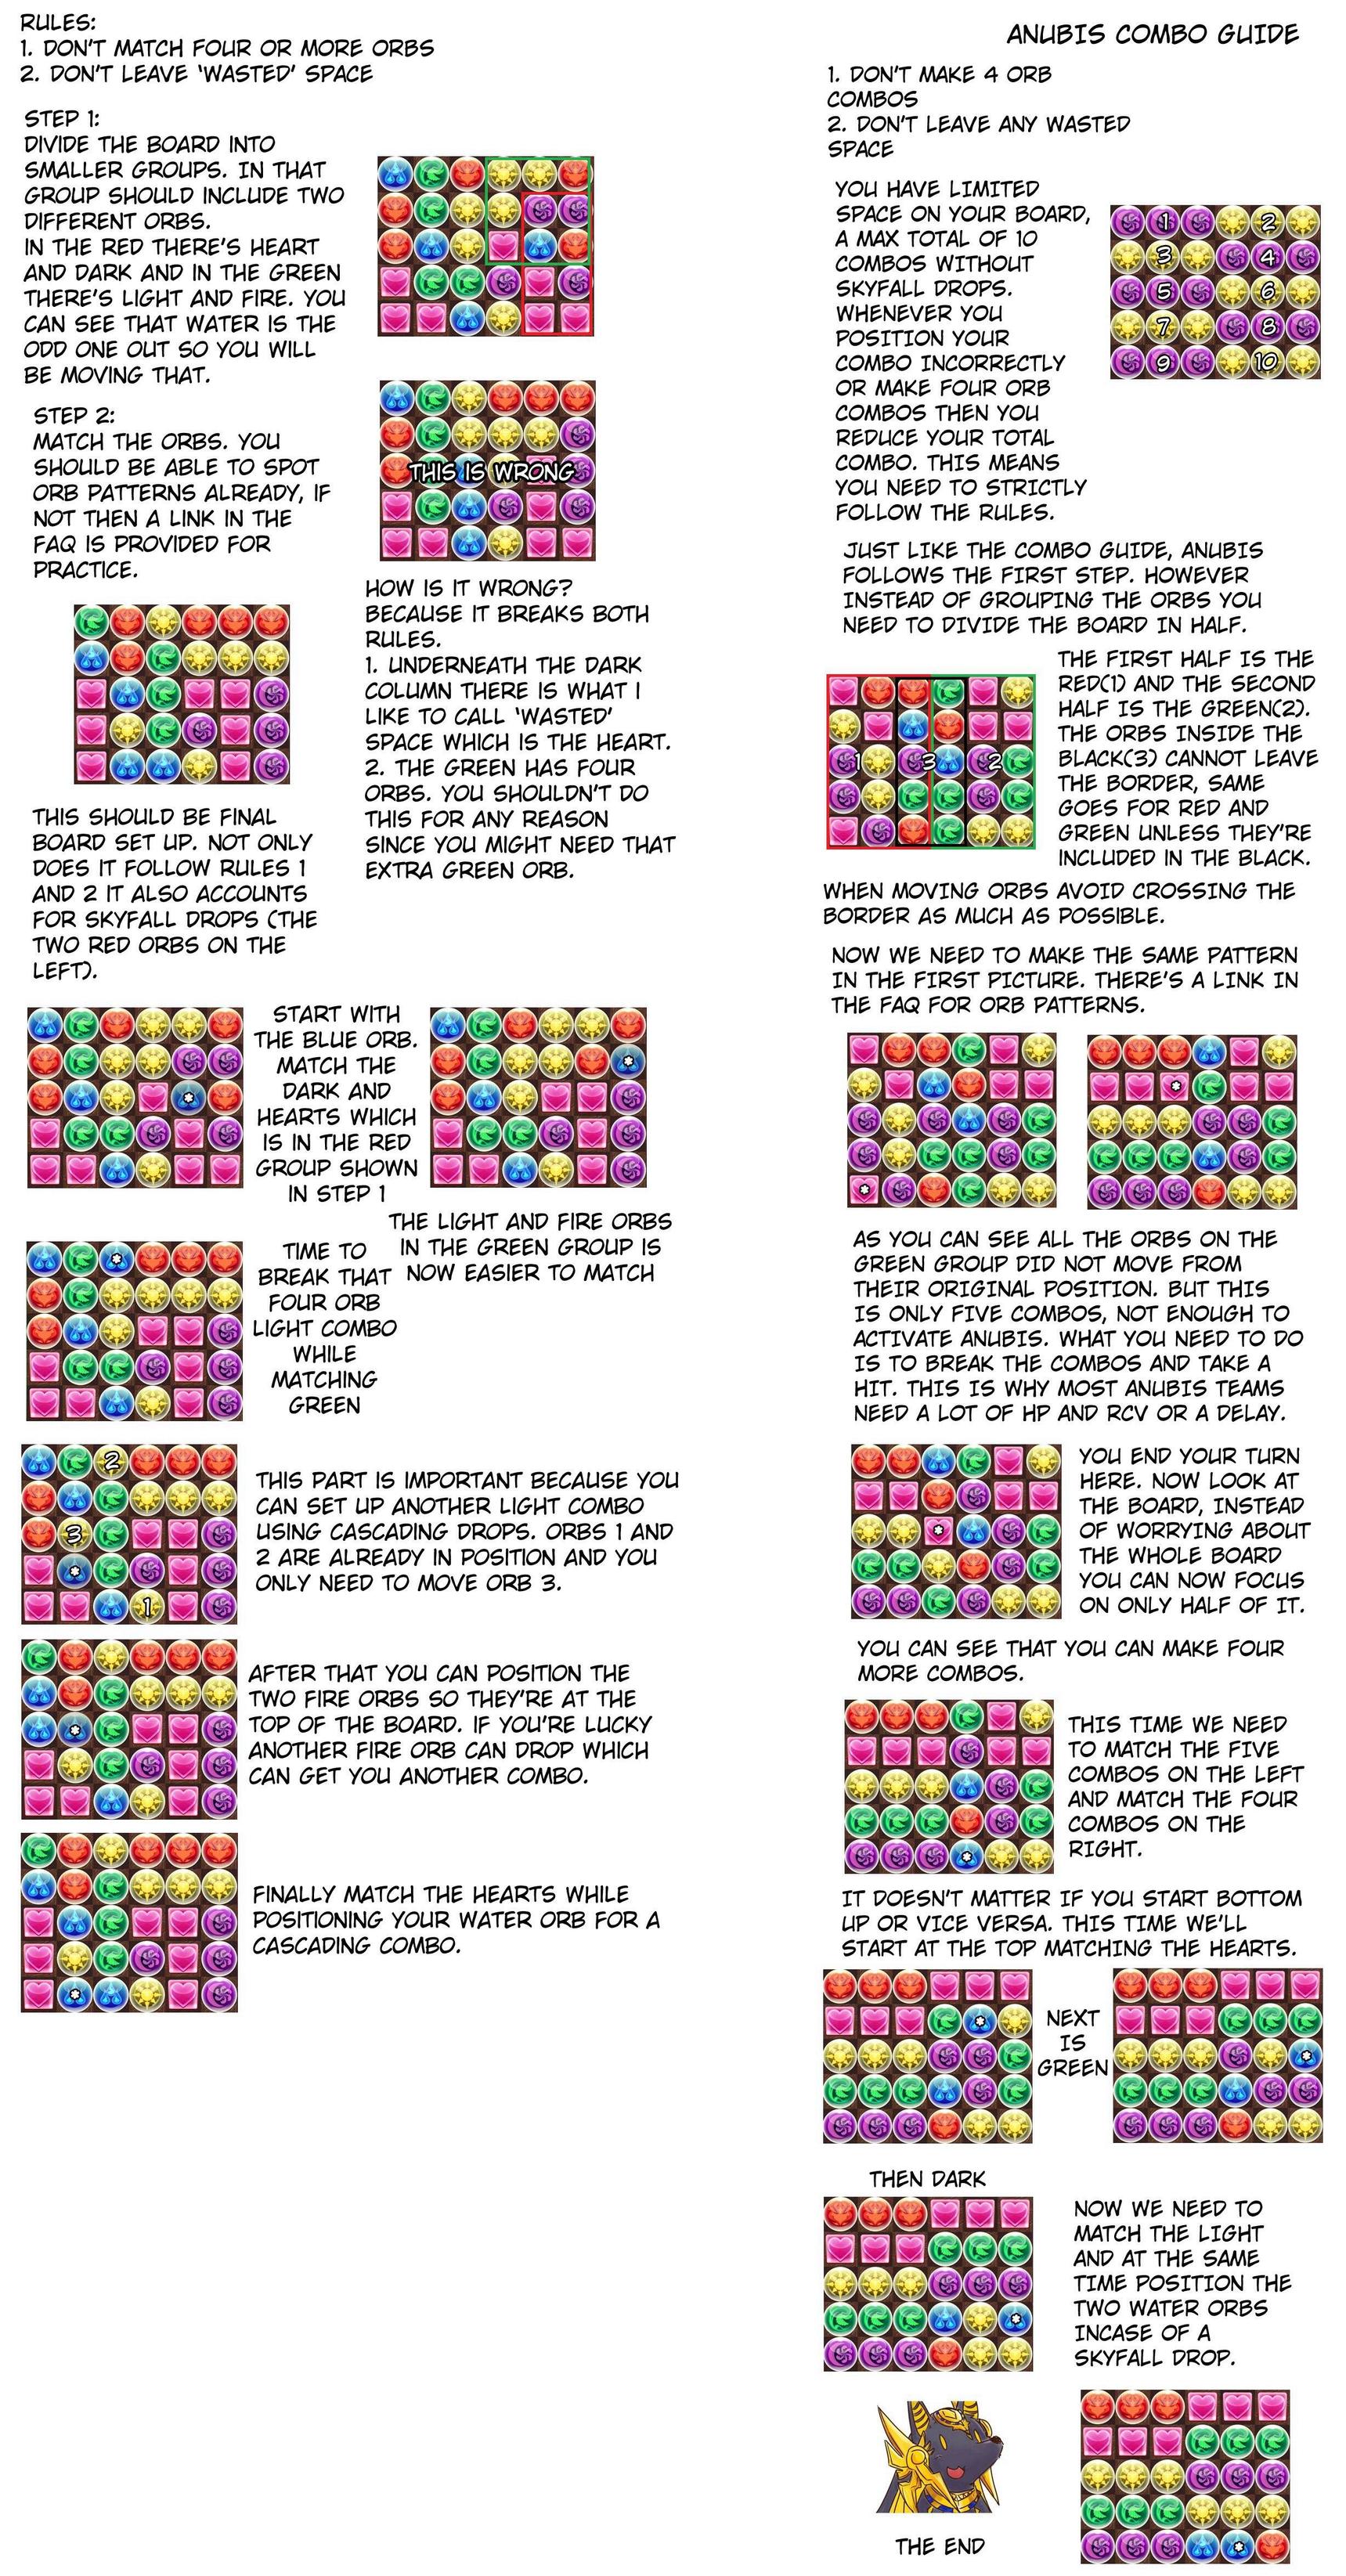 RULES:
1. DON'T MATCH FOUR OR MORE ORBS
2. DON'T LEAVE 'WASTED' SPACE
STEP 1:
DIVIDE THE BOARD INTO
SMALLER GROUPS. IN THAT
GROUP SHOULD INCLUDE TWO
DIFFERENT ORBS.
IN THE RED THERE'S HEART
AND DARK AND IN THE GREEN
THERE'S LIGHT AND FIRE. YOU
CAN SEE THAT WATER IS THE
ODD ONE OUT SO YOU WILL
BE MOVING THAT.
STEP 2:
MATCH THE ORBS. YOU
SHOULD BE ABLE TO SPOT
ORB PATTERNS ALREADY, IF
NOT THEN A LINK IN THE
FAQ IS PROVIDED FOR
PRACTICE.
THIS IS WRONG
HOW IS IT WRONG?
BECAUSE IT BREAKS BOTH
RULES.
1. UNDERNEATH THE DARK
COLUMN THERE IS WHAT I
LIKE TO CALL 'WASTED'
SPACE WHICH IS THE HEART.
2. THE GREEN HAS FOUR
ORBS. YOU SHOULDN'T DO
THIS FOR ANY REASON
SINCE YOU MIGHT NEED THAT
EXTRA GREEN ORB.
THIS SHOULD BE FINAL
BOARD SET UP. NOT ONLY
DOES IT FOLLOW RULES 1
AND 2 IT ALSO ACCOUNTS
FOR SKYFALL DROPS (THE
TWO RED ORBS ON THE
LEFT).
START WITH
THE BLUE ORB.
MATCH THE
DARK AND
HEARTS WHICH
IS IN THE RED
GROUP SHOWN
IN STEP 1
THE LIGHT AND FIRE ORBS
IN THE GREEN GROUP IS
NOW EASIER TO MATCH
TIME TO
BREAK THAT
FOUR ORB
LIGHT COMBO
WHILE
MATCHING
GREEN
2
3
1
THIS PART IS IMPORTANT BECAUSE YOU
CAN SET UP ANOTHER LIGHT COMBO
USING CASCADING DROPS. ORBS 1 AND
2 ARE ALREADY IN POSITION AND YOU
ONLY NEED TO MOVE ORB 3.
AFTER THAT YOU CAN POSITION THE
TWO FIRE ORBS SO THEY'RE AT THE
TOP OF THE BOARD. IF YOU'RE LUCKY
ANOTHER FIRE ORB CAN DROP WHICH
CAN GET YOU ANOTHER COMBO.
FINALLY MATCH THE HEARTS WHILE
POSITIONING YOUR WATER ORB FOR A
CASCADING COMBO.
ANUBIS COMBO GUIDE
1. DON'T MAKE 4 ORB
COMBOS
2. DON'T LEAVE ANY WASTED
SPACE
YOU HAVE LIMITED
SPACE ON YOUR BOARD,
A MAX TOTAL OF 10
COMBOS WITHOUT
SKYFALL DROPS.
WHENEVER YOU
POSITION YOUR
COMBO INCORRECTLY
OR MAKE FOUR ORB
COMBOS THEN YOU
REDUCE YOUR TOTAL
COMBO. THIS MEANS
YOU NEED TO STRICTLY
FOLLOW THE RULES.
1 2
3 4
5 6
7 8
9 10
JUST LIKE THE COMBO GUIDE, ANUBIS
FOLLOWS THE FIRST STEP. HOWEVER
INSTEAD OF GROUPING THE ORBS YOU
NEED TO DIVIDE THE BOARD IN HALF.
1 3 2
THE FIRST HALF IS THE
RED(1) AND THE SECOND
HALF IS THE GREEN(2).
THE ORBS INSIDE THE
BLACK(3) CANNOT LEAVE
THE BORDER, SAME
GOES FOR RED AND
GREEN UNLESS THEY'RE
INCLUDED IN THE BLACK.
WHEN MOVING ORBS AVOID CROSSING THE
BORDER AS MUCH AS POSSIBLE.
NOW WE NEED TO MAKE THE SAME PATTERN
IN THE FIRST PICTURE. THERE'S A LINK IN
THE FAQ FOR ORB PATTERNS.
AS YOU CAN SEE ALL THE ORBS ON THE
GREEN GROUP DID NOT MOVE FROM
THEIR ORIGINAL POSITION. BUT THIS
IS ONLY FIVE COMBOS, NOT ENOUGH TO
ACTIVATE ANUBIS. WHAT YOU NEED TO DO
IS TO BREAK THE COMBOS AND TAKE A
HIT. THIS IS WHY MOST ANUBIS TEAMS
NEED A LOT OF HP AND RCV OR A DELAY.
YOU END YOUR TURN
HERE. NOW LOOK AT
THE BOARD, INSTEAD
OF WORRYING ABOUT
THE WHOLE BOARD
YOU CAN NOW FOCUS
ON ONLY HALF OF IT.
YOU CAN SEE THAT YOU CAN MAKE FOUR
MORE COMBOS.
THIS TIME WE NEED
TO MATCH THE FIVE
COMBOS ON THE LEFT
AND MATCH THE FOUR
COMBOS ON THE
RIGHT.
IT DOESN'T MATTER IF YOU START BOTTOM
UP OR VICE VERSA. THIS TIME WE'LL
START AT THE TOP MATCHING THE HEARTS.
NEXT
IS
GREEN
THEN DARK
NOW WE NEED TO
MATCH THE LIGHT
AND AT THE SAME
TIME POSITION THE
TWO WATER ORBS
INCASE OF A
SKYFALL DROP.
THE END